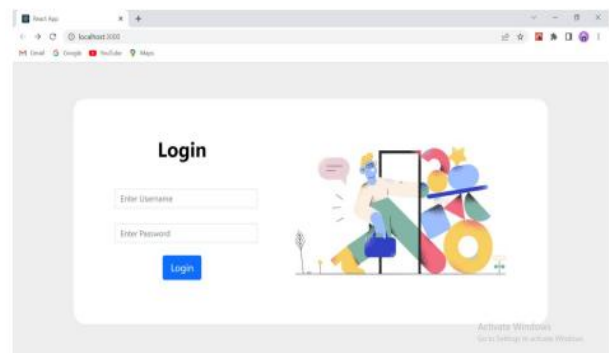 React App
localhost:3000
Gmail Google YouTube Maps
Login
Enter Username
Enter Password
Login
Activate Windows
Go to Settings to activate Windows.